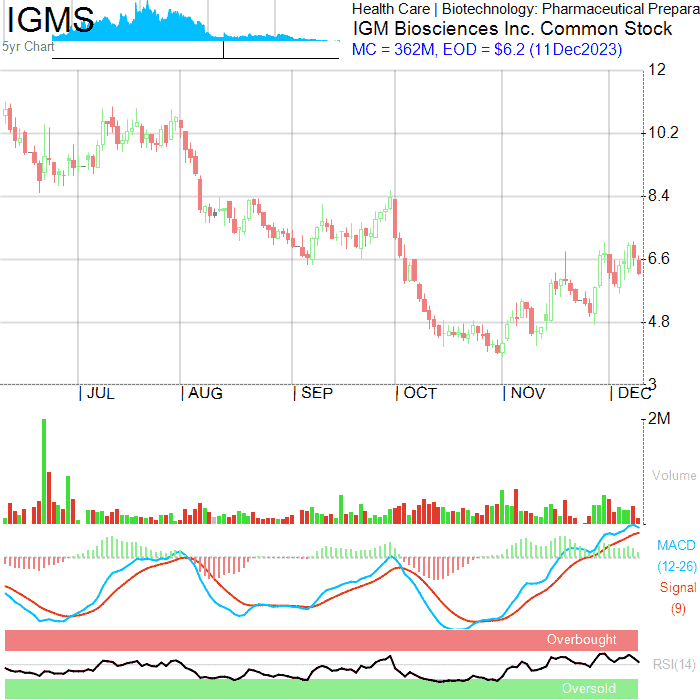 IGMS
5yr Chart
Health Care | Biotechnology: Pharmaceutical Prepara
IGM Biosciences Inc. Common Stock
MC = 362M, EOD = $6.2 (11Dec2023)
12
10.2
8.4
6.6
4.8
3
| JUL
| AUG
| SEP
| OCT
| NOV
| DEC
2M
Volume
MACD
(12-26)
Signal
(9)
Overbought
RSI(14)
Oversold